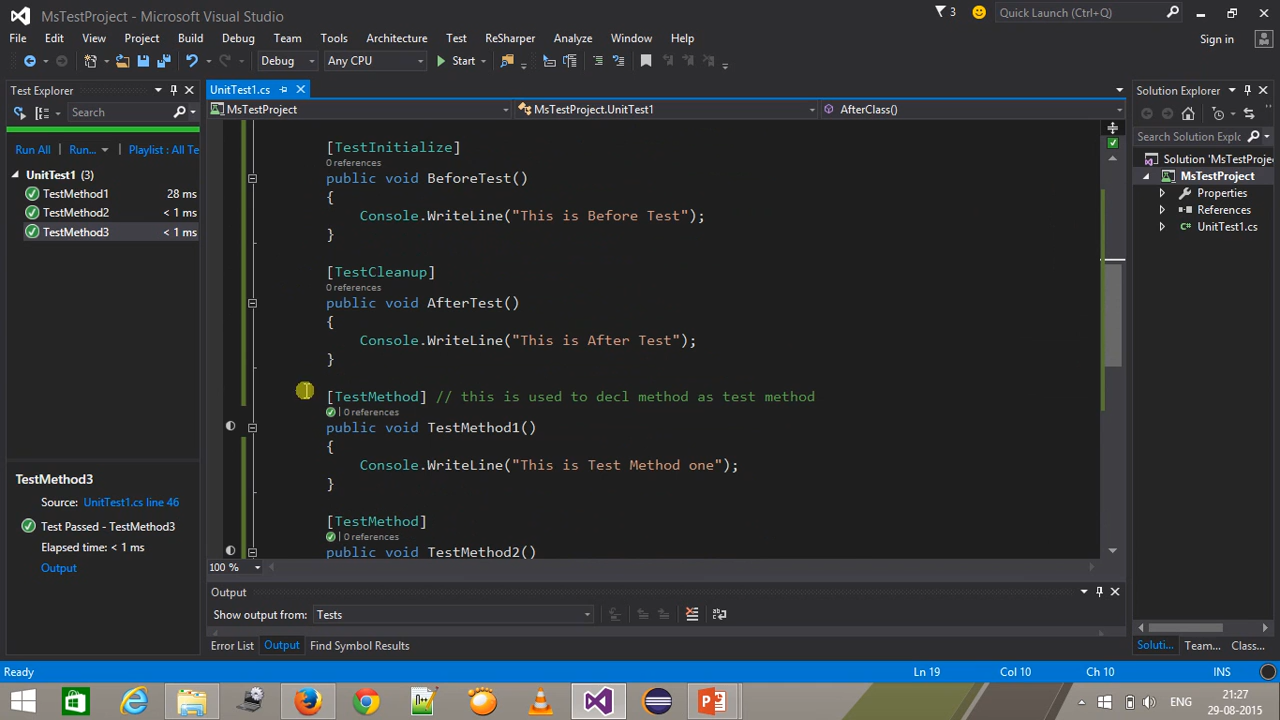 MsTestProject - Microsoft Visual Studio
3
Quick Launch (Ctrl+Q)
File Edit View Project Build Debug Team Tools Architecture Test ReSharper Analyze Window Help
Sign in
Debug Any CPU Start
Test Explorer
UnitTest1.cs
Solution Explorer
MsTestProject MsTestProject.UnitTest1 AfterClass()
Search
Search Solution Explc
Run All Run... Playlist : All Te
UnitTest1 (3)
TestMethod1 28 ms
TestMethod2 < 1 ms
TestMethod3 < 1 ms
[TestInitialize]
0 references
public void BeforeTest()
{
Console.WriteLine("This is Before Test");
}
[TestCleanup]
0 references
public void AfterTest()
{
Console.WriteLine("This is After Test");
}
[TestMethod] // this is used to decl method as test method
0 references
public void TestMethod1()
{
Console.WriteLine("This is Test Method one");
}
[TestMethod]
0 references
public void TestMethod2()
Solution 'MsTestProje
MsTestProject
Properties
References
UnitTest1.cs
TestMethod3
Source: UnitTest1.cs line 46
Test Passed - TestMethod3
Elapsed time: < 1 ms
Output
100 %
Output
Show output from: Tests
Error List Output Find Symbol Results
Soluti... Team... Class...
Ready Ln 19 Col 10 Ch 10 INS
ENG
21:27
29-08-2015